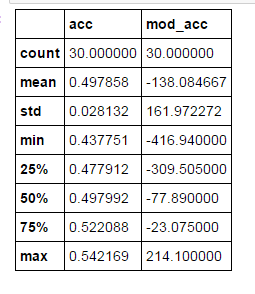 acc mod_acc
count 30.000000 30.000000
mean 0.497858 -138.084667
std 0.028132 161.972272
min 0.437751 -416.940000
25% 0.477912 -309.505000
50% 0.497992 -77.890000
75% 0.522088 -23.075000
max 0.542169 214.100000